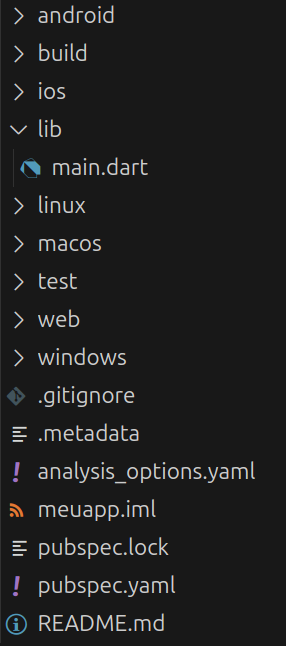 android
build
ios
lib
main.dart
linux
macos
test
web
windows
.gitignore
.metadata
analysis_options.yaml
meuapp.iml
pubspec.lock
pubspec.yaml
README.md